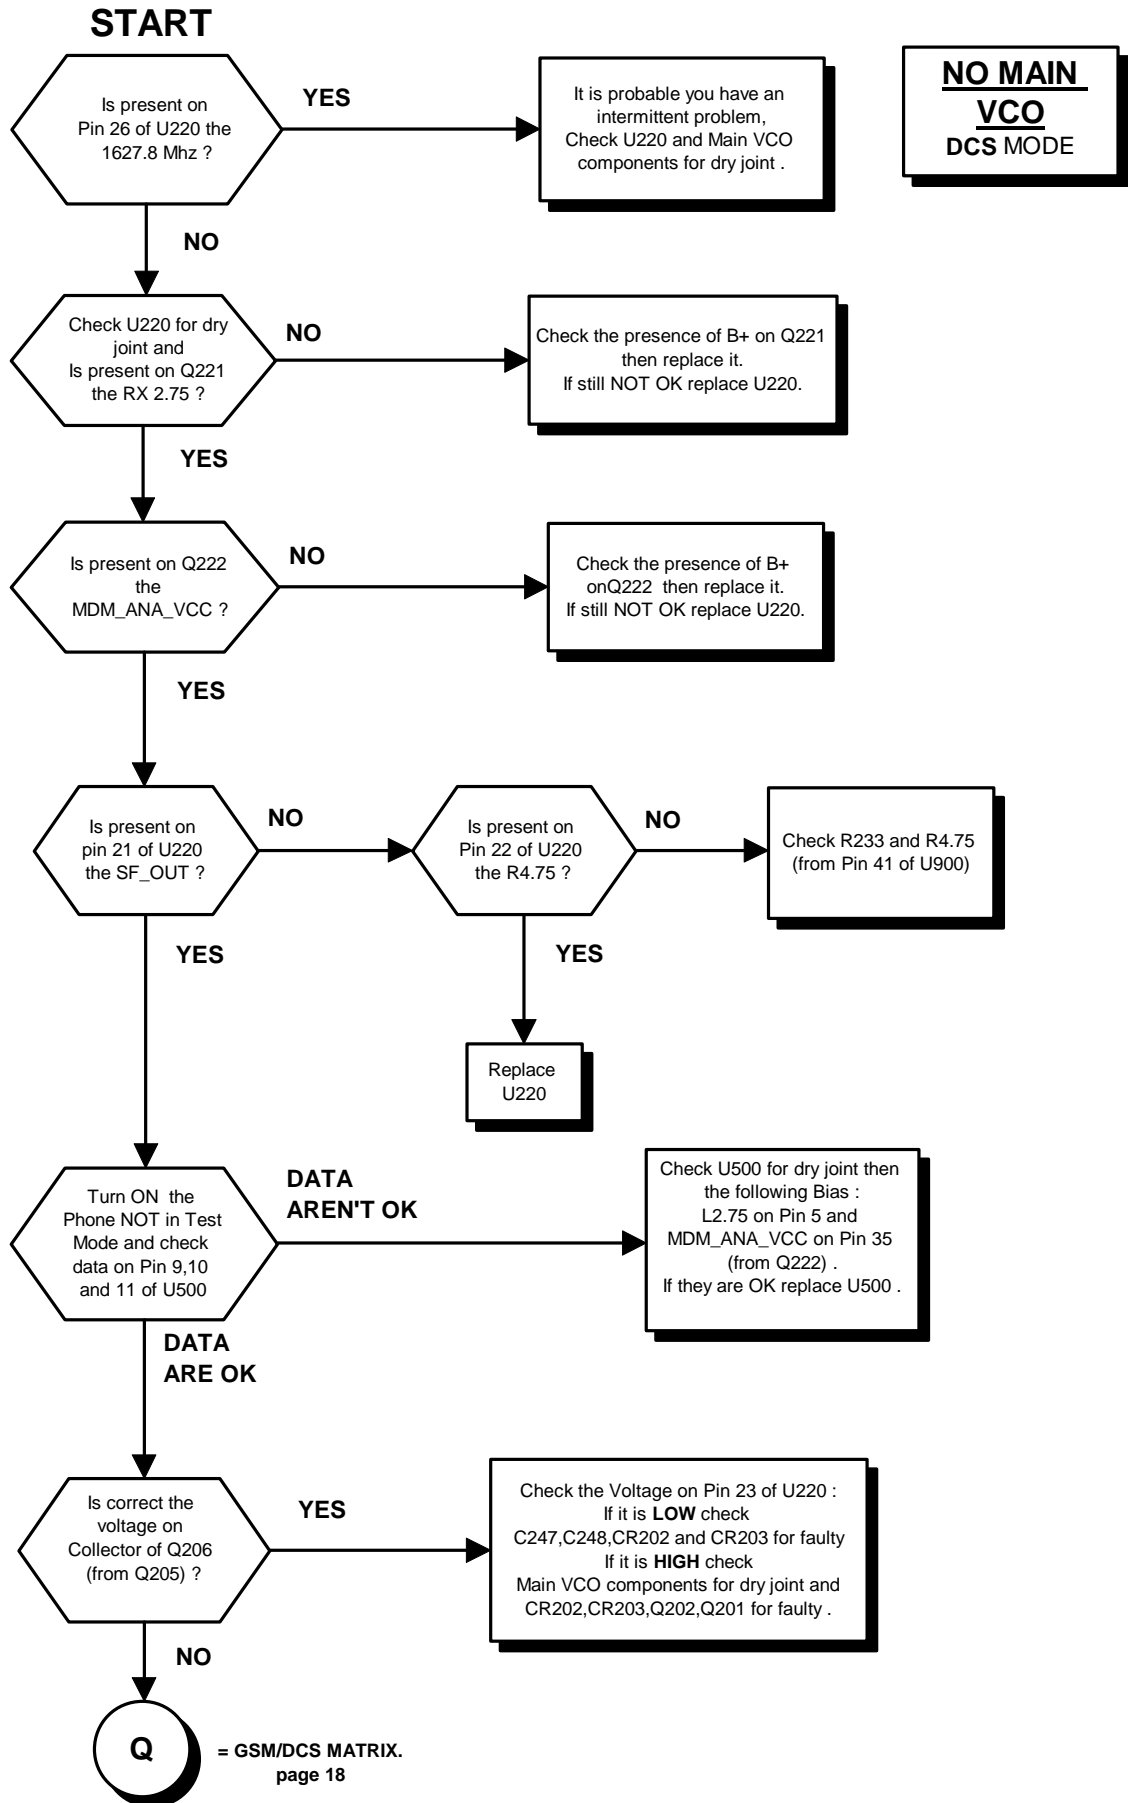 START
Is present on
Pin 26 of U220 the
1627.8 Mhz ?
YES
It is probable you have an
intermittent problem,
Check U220 and Main VCO
components for dry joint .
NO MAIN
VCO
DCS MODE
NO
Check U220 for dry
joint and
Is present on Q221
the RX 2.75 ?
NO
Check the presence of B+ on Q221
then replace it.
If still NOT OK replace U220.
YES
Is present on Q222
the
MDM_ANA_VCC ?
NO
Check the presence of B+
onQ222 then replace it.
If still NOT OK replace U220.
YES
Is present on
pin 21 of U220
the SF_OUT ?
NO
Is present on
Pin 22 of U220
the R4.75 ?
NO
Check R233 and R4.75
(from Pin 41 of U900)
YES
YES
Replace
U220
Turn ON the
Phone NOT in Test
Mode and check
data on Pin 9,10
and 11 of U500
DATA
AREN'T OK
Check U500 for dry joint then
the following Bias :
L2.75 on Pin 5 and
MDM_ANA_VCC on Pin 35
(from Q222) .
If they are OK replace U500 .
DATA
ARE OK
Is correct the
voltage on
Collector of Q206
(from Q205) ?
YES
Check the Voltage on Pin 23 of U220 :
If it is LOW check
C247,C248,CR202 and CR203 for faulty
If it is HIGH check
Main VCO components for dry joint and
CR202,CR203,Q202,Q201 for faulty .
NO
Q
= GSM/DCS MATRIX.
page 18